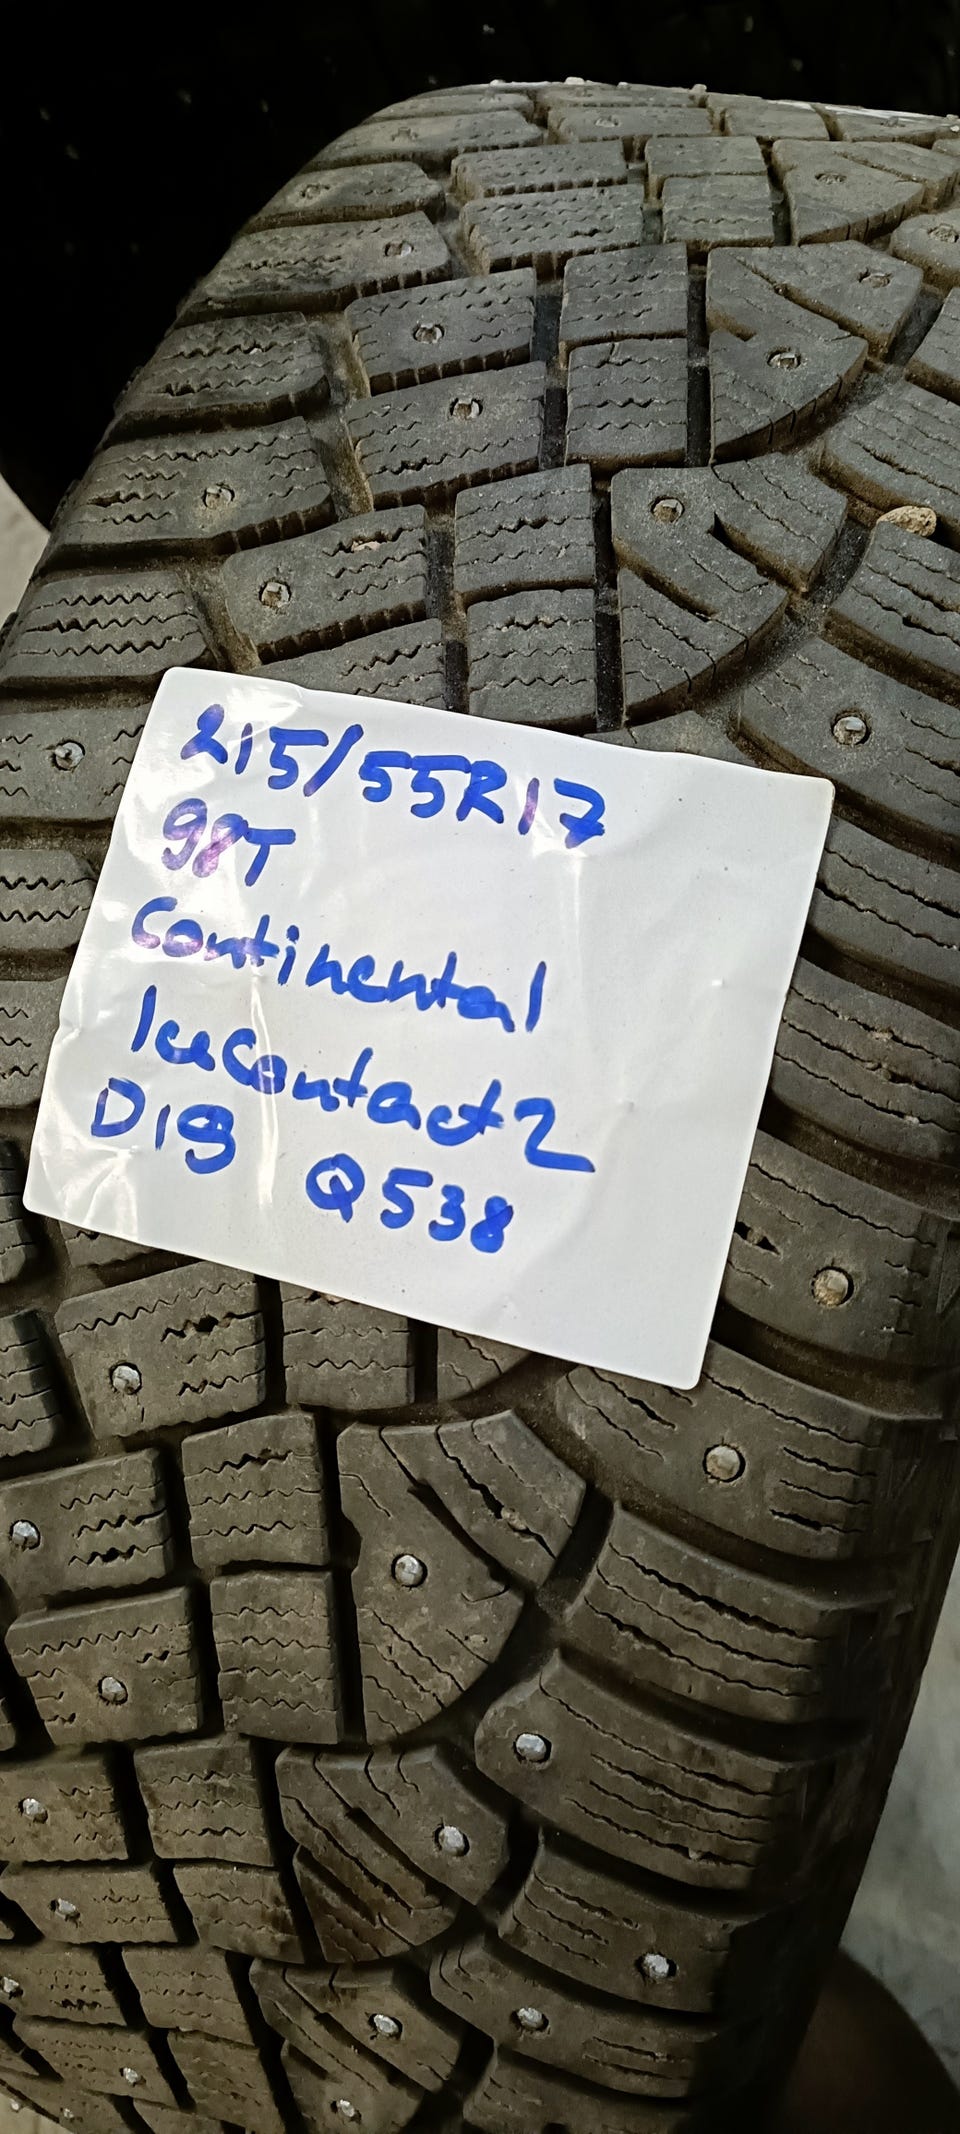 215/55R17
98T
Continental
IceContact2
D19 Q538